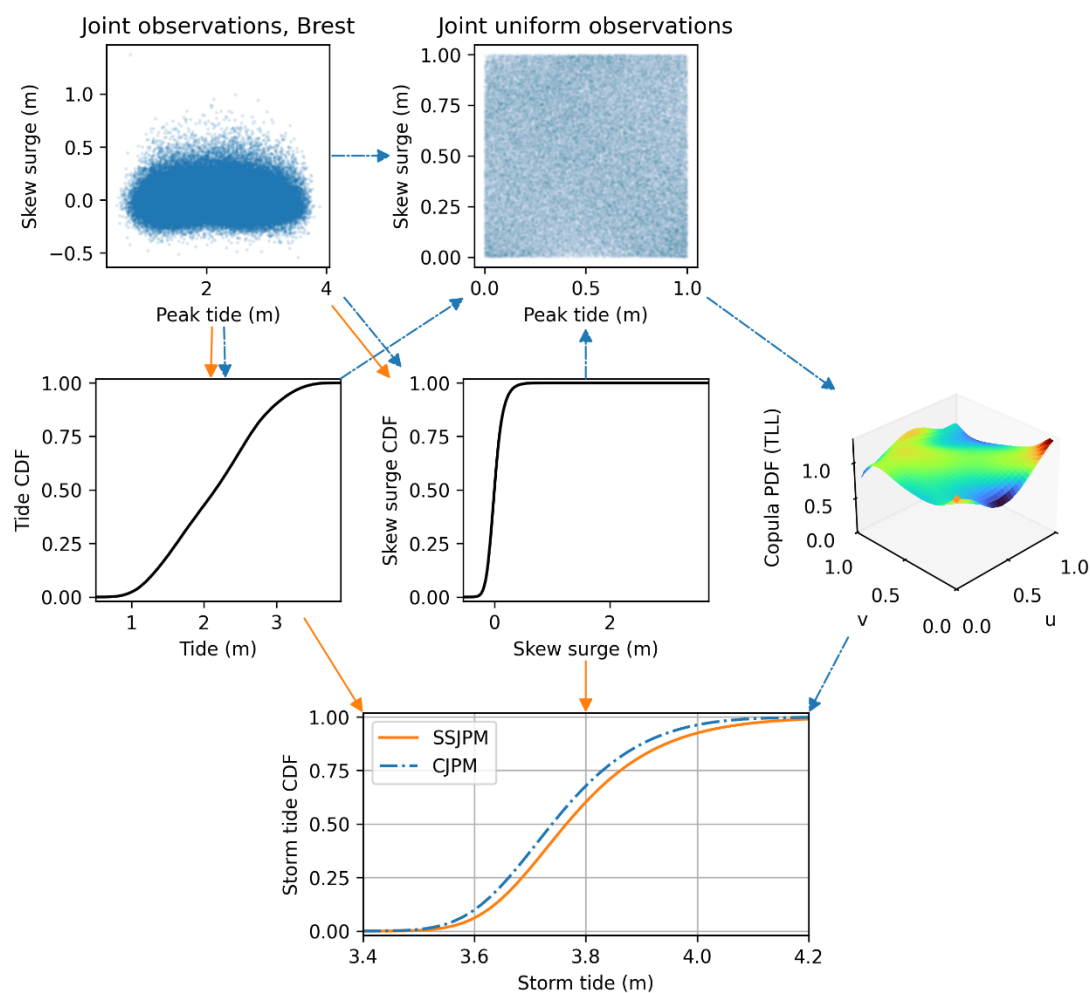 Joint observations, Brest
Joint uniform observations
Skew surge (m)
1.0
0.5
0.0
−0.5
2
4
Peak tide (m)
Skew surge (m)
1.00
0.75
0.50
0.25
0.00
0.0
0.5
1.0
Peak tide (m)
Tide CDF
1.00
0.75
0.50
0.25
0.00
1
2
3
Tide (m)
Skew surge CDF
1.00
0.75
0.50
0.25
0.00
0
2
Skew surge (m)
Copula PDF (TLL)
1.0
0.5
0.0
1.0
0.5
0.0
v
0.0
0.5
1.0
u
Storm tide CDF
1.00
0.75
0.50
0.25
0.00
SSJPM
CJPM
3.4
3.6
3.8
4.0
4.2
Storm tide (m)